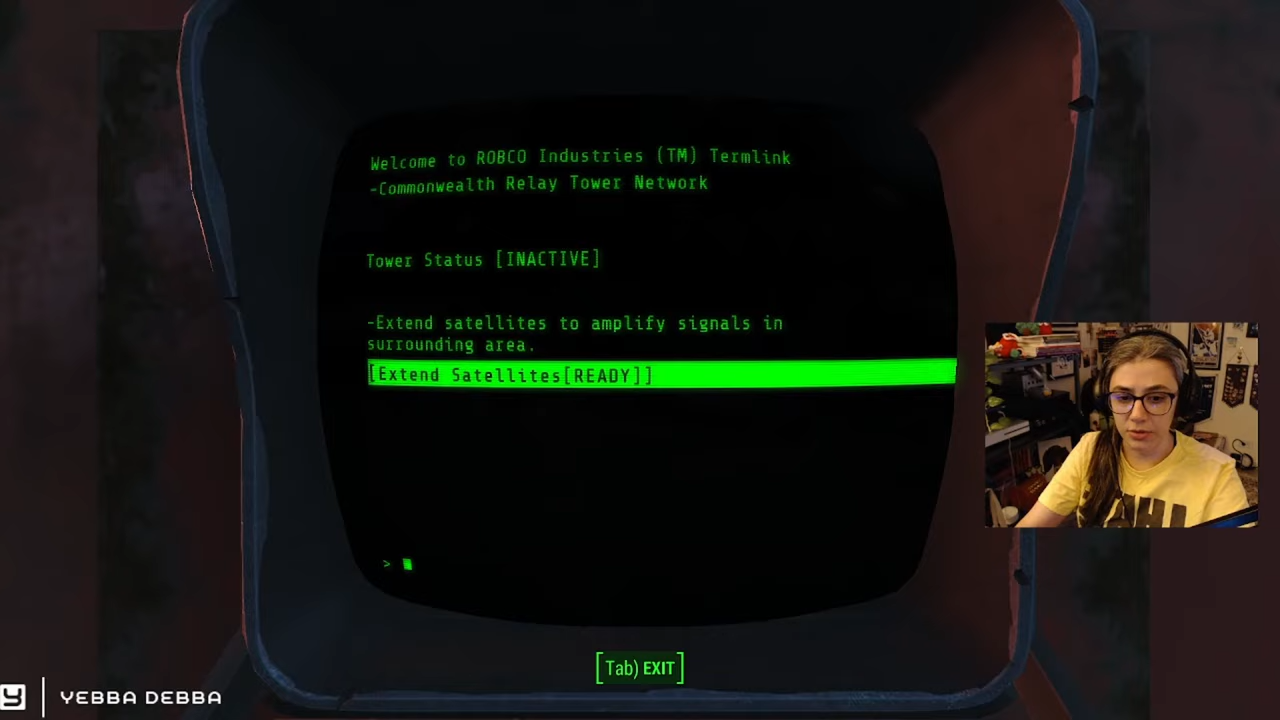 Welcome to ROBCO Industries (TM) Termlink
-Commonwealth Relay Tower Network
Tower Status [INACTIVE]
-Extend satellites to amplify signals in
surrounding area.
[Extend Satellites[READY]]
>
[Tab) EXIT]
YEBBA DEBBA